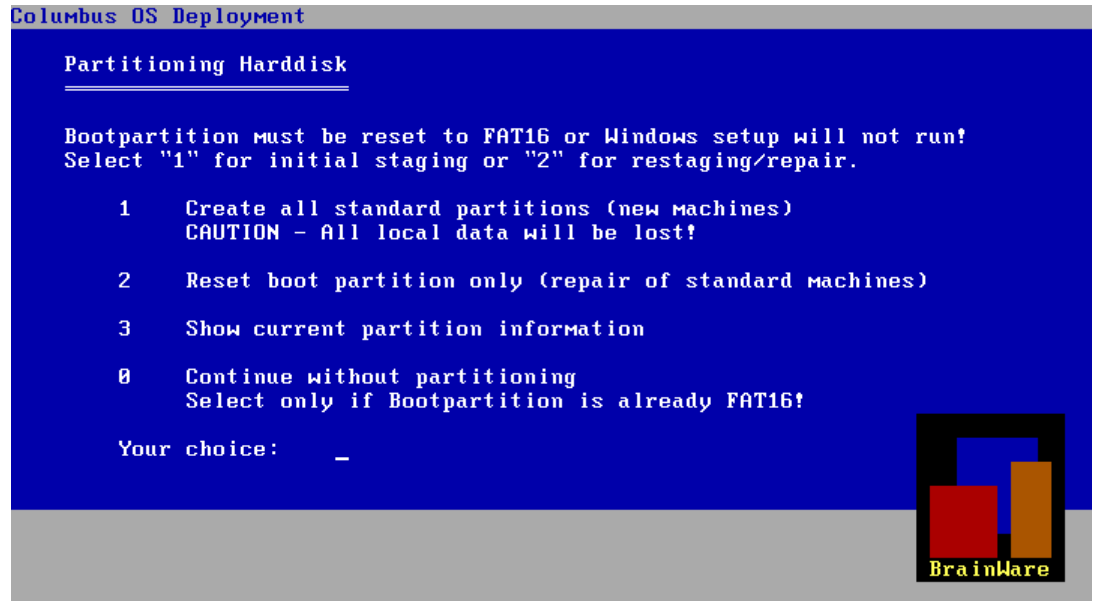 Columbus OS Deployment
Partitioning Harddisk
Bootpartition must be reset to FAT16 or Windows setup will not run!
Select "1" for initial staging or "2" for restaging/repair.
1 Create all standard partitions (new machines)
CAUTION - All local data will be lost!
2 Reset boot partition only (repair of standard machines)
3 Show current partition information
0 Continue without partitioning
Select only if Bootpartition is already FAT16!
Your choice: _
BrainWare